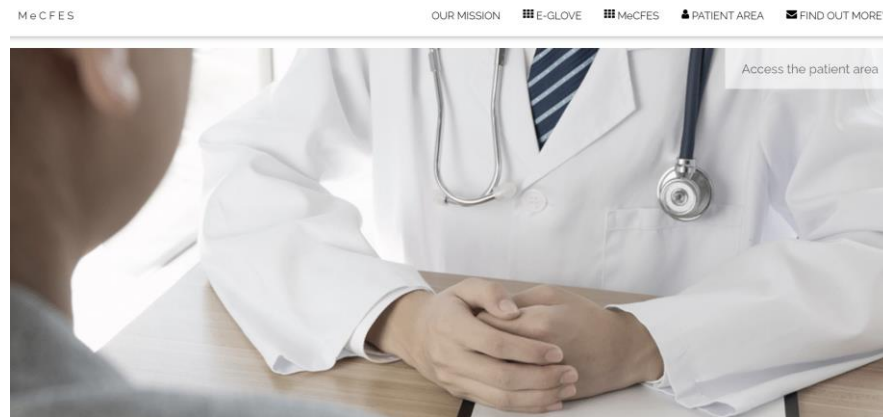 MeCFES
OUR MISSION E-GLOVE MeCFES PATIENT AREA FIND OUT MORE
Access the patient area